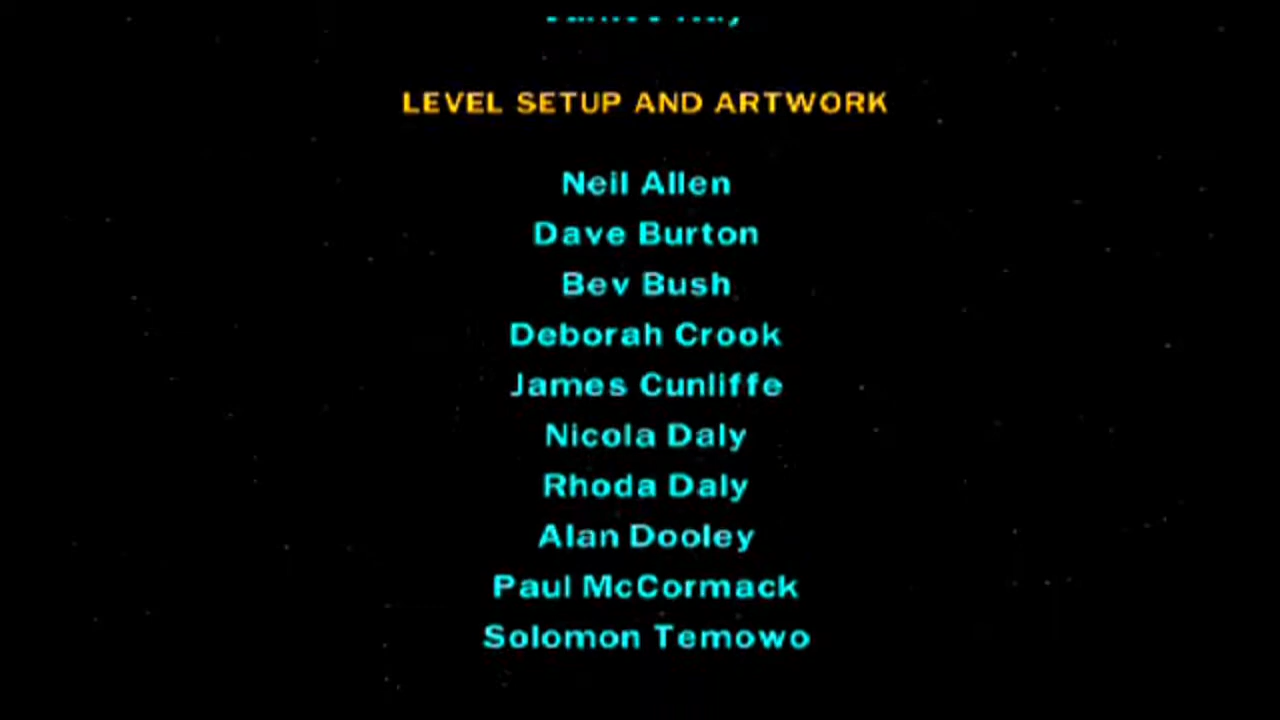 LEVEL SETUP AND ARTWORK
Neil Allen
Dave Burton
Bev Bush
Deborah Crook
James Cunliffe
Nicola Daly
Rhoda Daly
Alan Dooley
Paul McCormack
Solomon Temowo